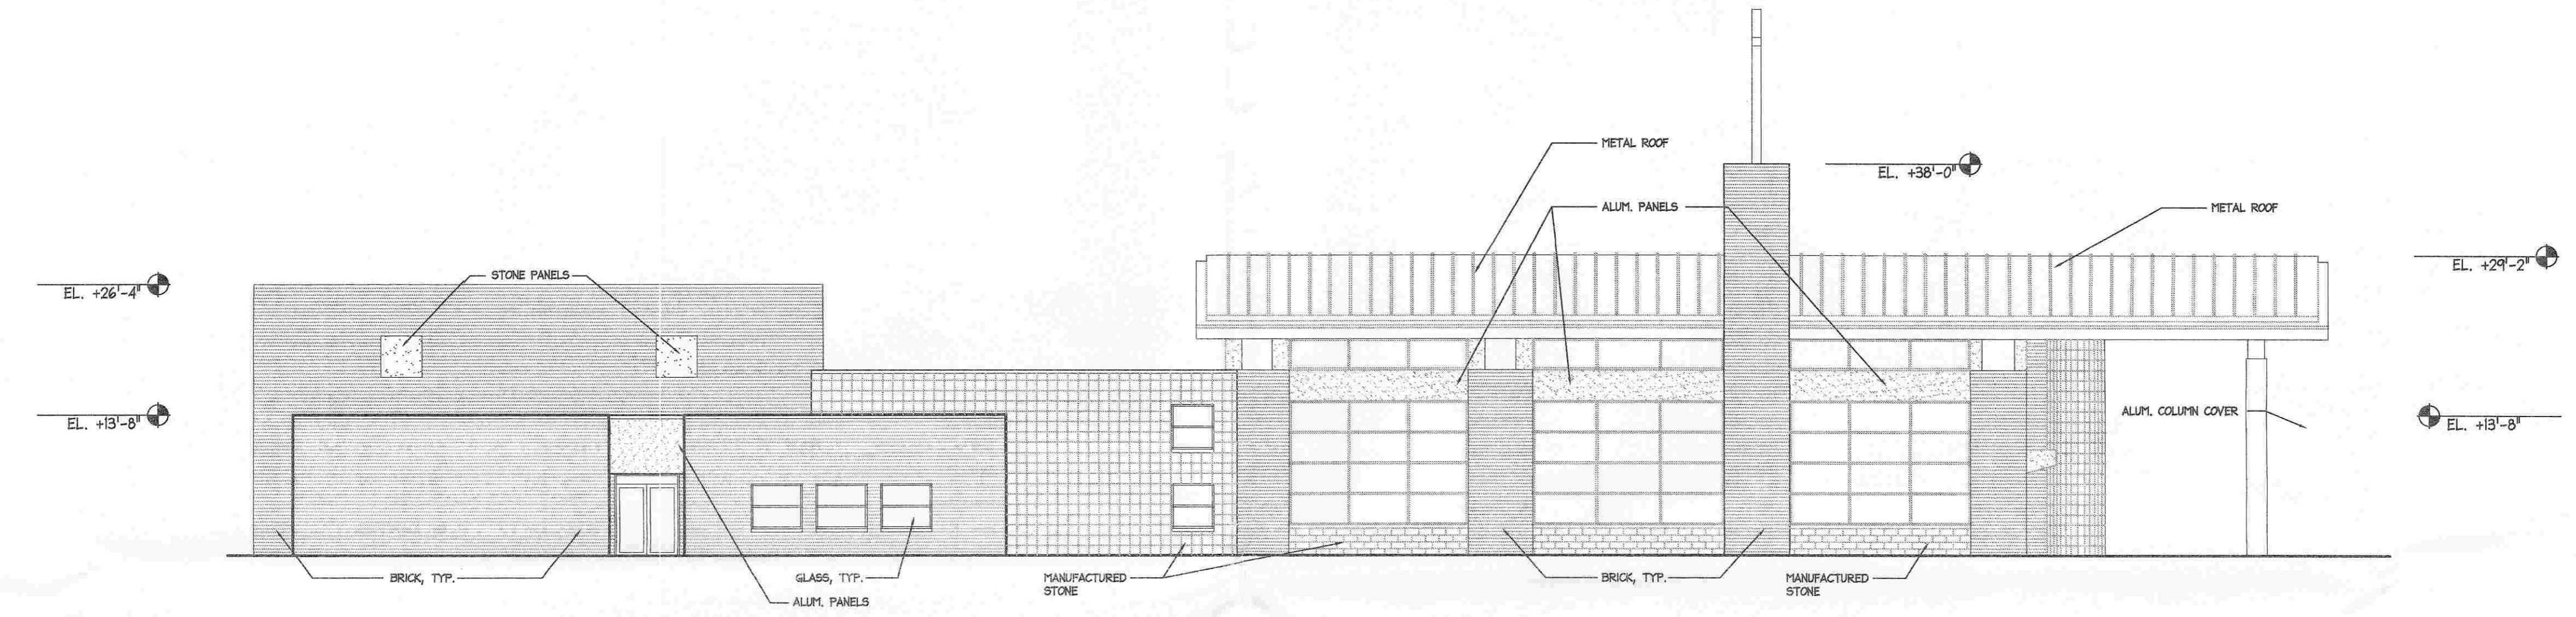 METAL ROOF
EL. +38'-0"
ALUM. PANELS
METAL ROOF
EL. +29'-2"
STONE PANELS
EL. +26'-4"
EL. +13'-8"
ALUM. COLUMN COVER
EL. +13'-8"
BRICK, TYP.
GLASS, TYP.
MANUFACTURED
STONE
BRICK, TYP.
MANUFACTURED
STONE
ALUM. PANELS